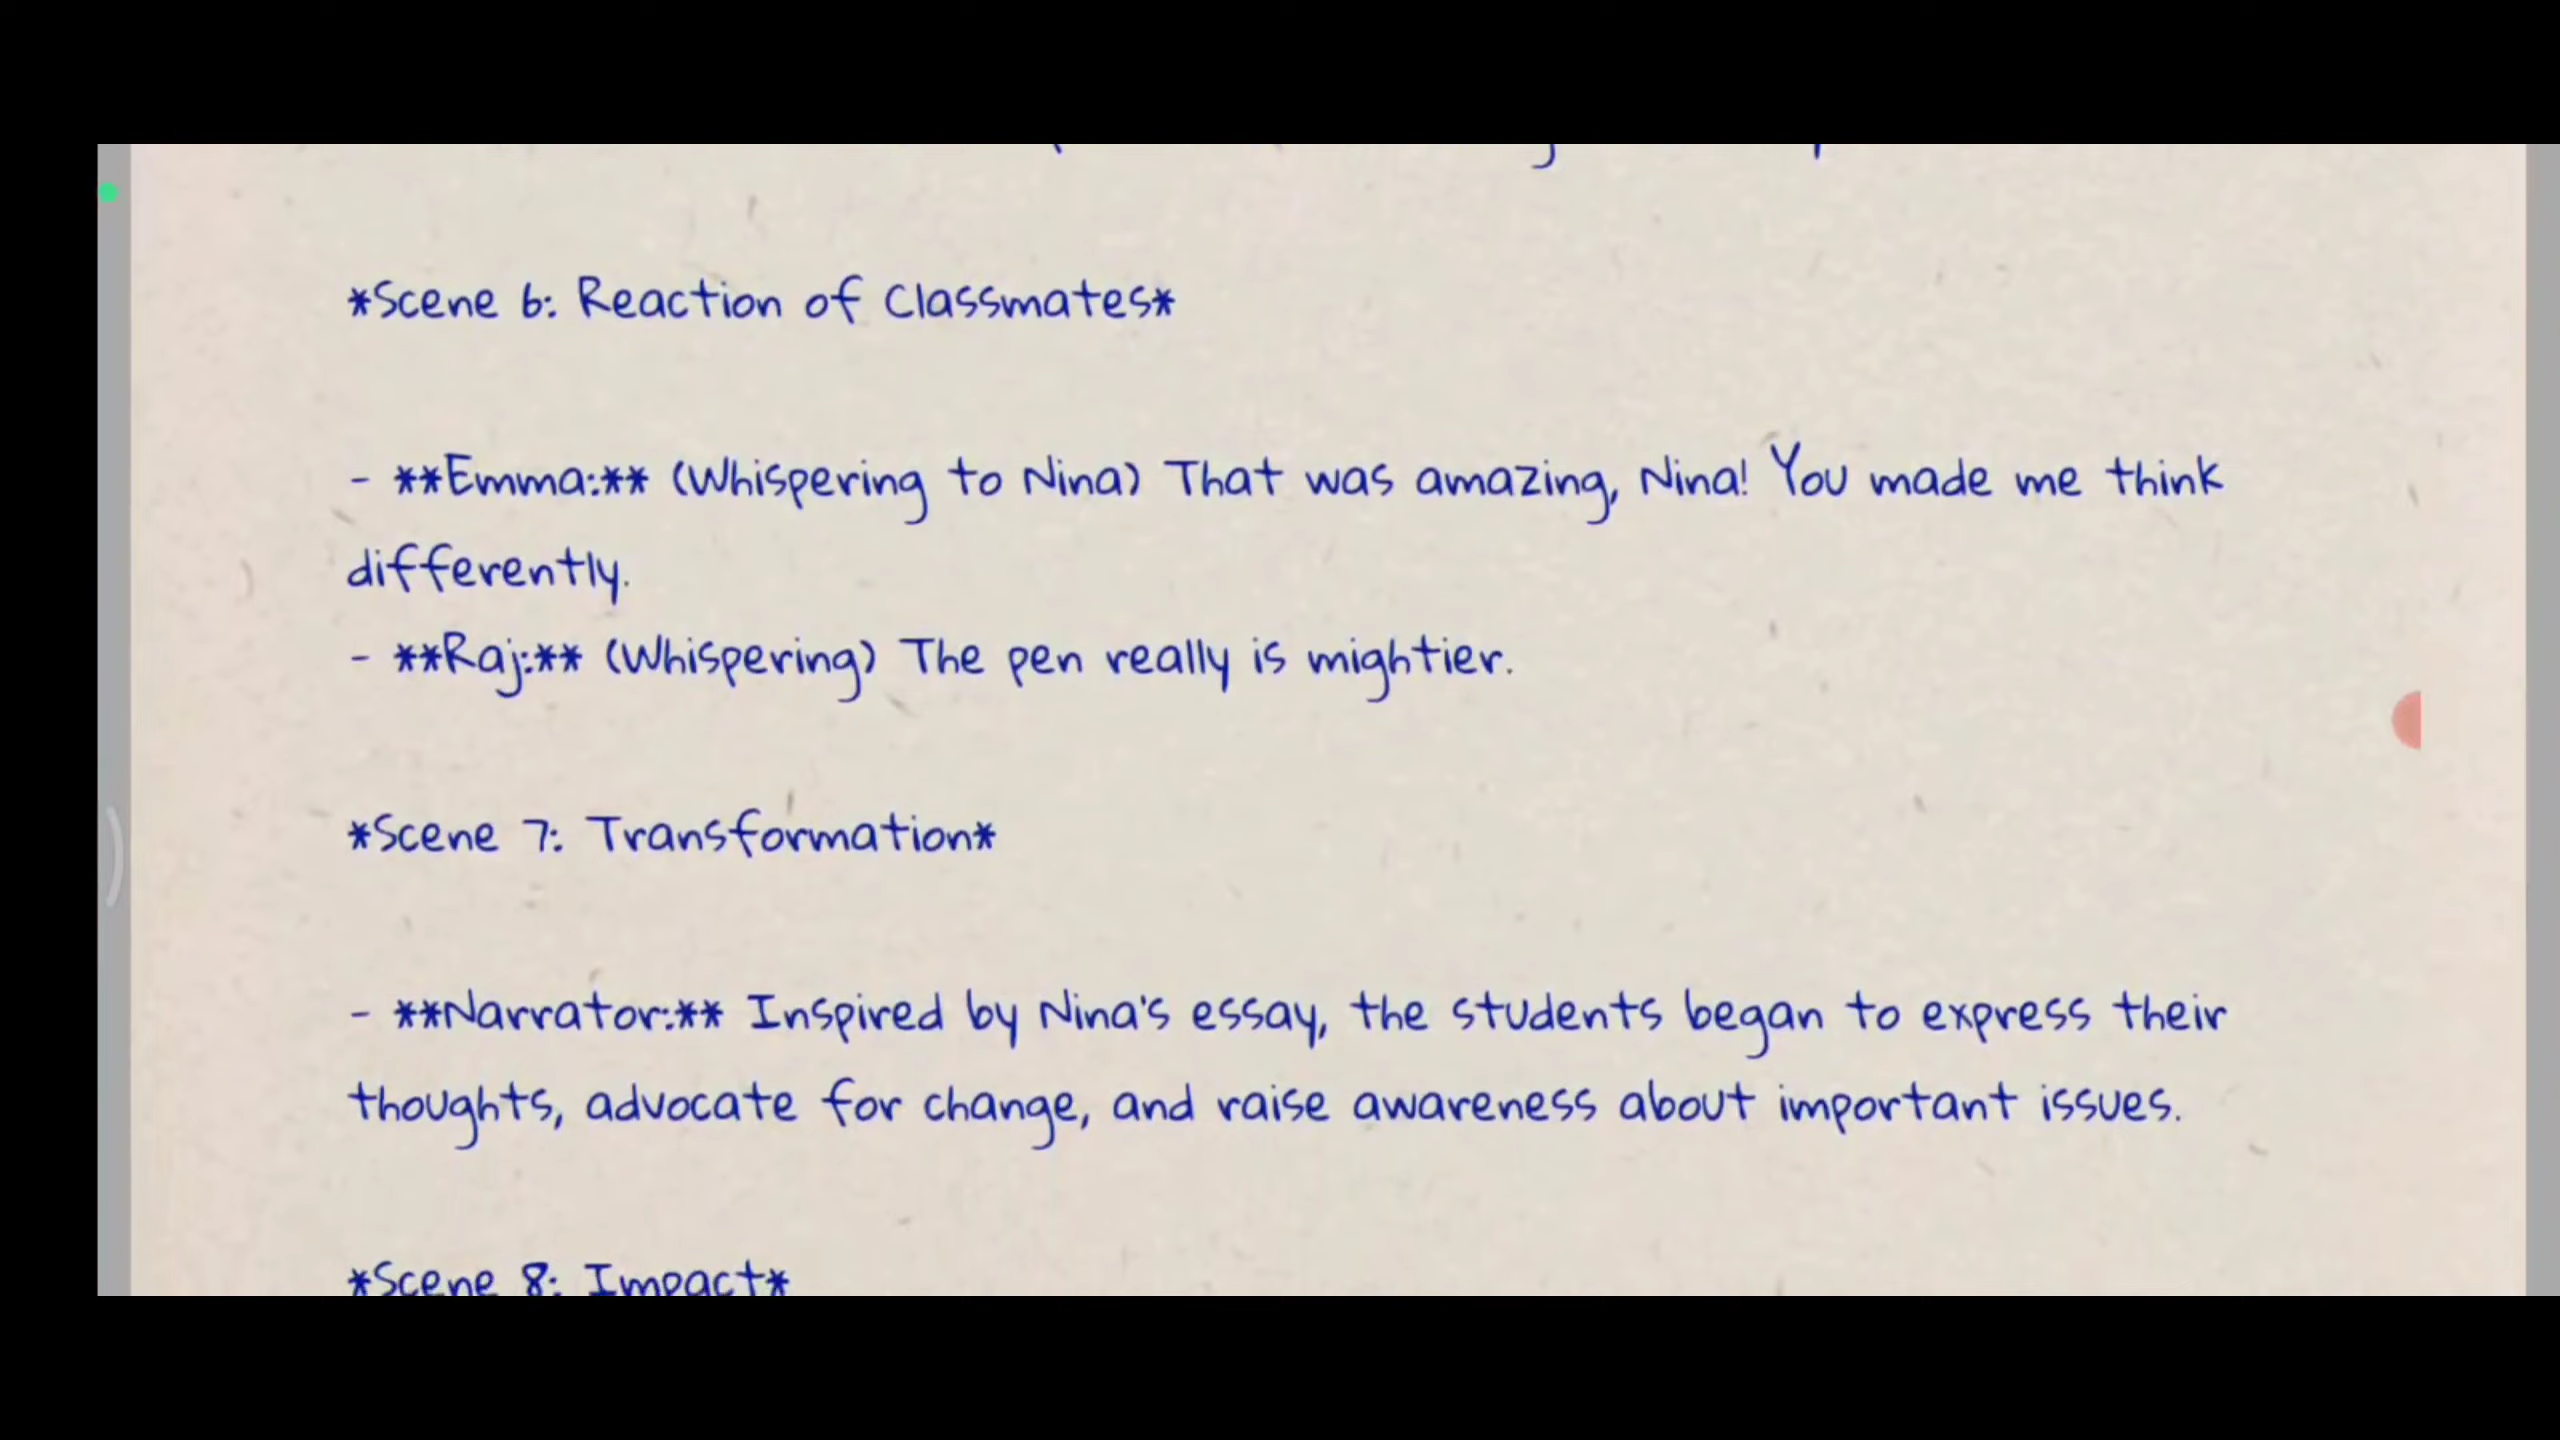 *Scene 6: Reaction of Classmates*
- **Emma:** (Whispering to Nina) That was amazing, Nina! You made me think
differently.
- **Raj:** (Whispering) The pen really is mightier.
*Scene 7: Transformation*
- **Narrator:** Inspired by Nina's essay, the students began to express their
thoughts, advocate for change, and raise awareness about important issues.
*Scene 8: Impact*